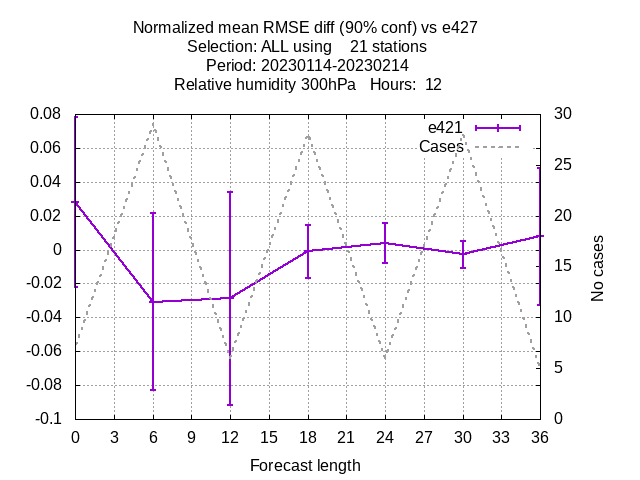 Normalized mean RMSE diff (90% conf) vs e427
Selection: ALL using    21 stations
Period: 20230114-20230214
Relative humidity 300hPa   Hours:  12
e421
Cases
0.08
0.06
0.04
0.02
0
-0.02
-0.04
-0.06
-0.08
-0.1
30
25
20
15
10
5
0
No cases
0 3 6 9 12 15 18 21 24 27 30 33 36
Forecast length